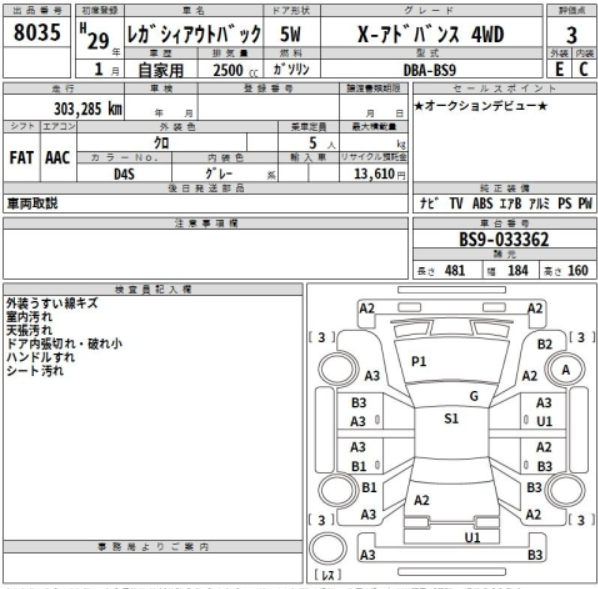 出品番号 初度登録 車名 ドア形状 グレード 評価点
8035 H29年 レガシィアウトバック 5W X-アドバンス 4WD 3
車歴 排気量 燃料 型式 外装 内装
1月 自家用 2500cc ガソリン DBA-BS9 E C
走行 車検 登録番号 譲渡書類期限 セールスポイント
303,285 km 年 月 月 日 ★オークションデビュー★
シフト エアコン 外装色 乗車定員 最大積載量
FAT AAC クロ 5人 kg
カラーNo. 内装色 輸入車 リサイクル預託金
D4S グレー 系 13,610円
後日発送部品 純正装備
車両取説 ナビ TV ABS エアB アルミ PS PW
注意事項欄 車台番号
BS9-033362
諸元
長さ 481 幅 184 高さ 160
検査員記入欄
外装うすい線キズ
室内汚れ
天張汚れ
ドア内張切れ・破れ小
ハンドルすれ
シート汚れ
事務局よりご案内
A2 A2
[3] B2 [3]
P1
A3 A2 A
G
B3 A3
A3 S1 U1
A3 A2
B1 B3
B1 B3
A2
[3] A3 A2 [3]
U1
A3 B3
[レス]